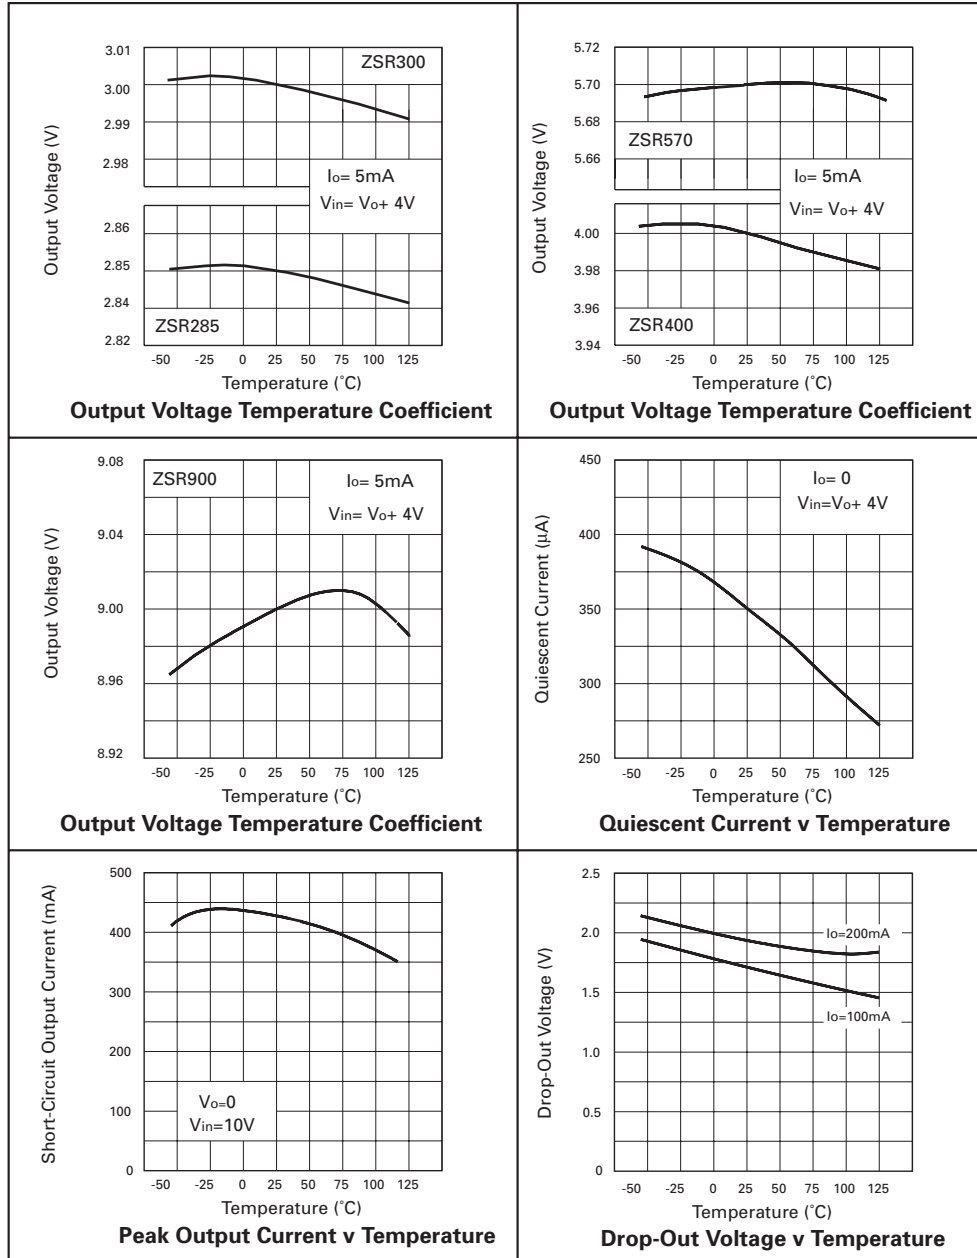 3.01
ZSR300
3.00
2.99
2.98
Output Voltage (V)
Io= 5mA
Vin= Vo+ 4V
2.86
2.85
2.84
ZSR285
2.82
-50 -25 0 25 50 75 100 125
Temperature (˚C)
Output Voltage Temperature Coefficient
5.72
5.70
5.68
ZSR570
5.66
Output Voltage (V)
Io= 5mA
Vin= Vo+ 4V
4.00
3.98
3.96
ZSR400
3.94
-50 -25 0 25 50 75 100 125
Temperature (˚C)
Output Voltage Temperature Coefficient
9.08
ZSR900
Io= 5mA
Vin= Vo+ 4V
9.04
Output Voltage (V)
9.00
8.96
8.92
-50 -25 0 25 50 75 100 125
Temperature (˚C)
Output Voltage Temperature Coefficient
450
Io= 0
Vin=Vo+ 4V
400
Quiescent Current (µA)
350
300
250
-50 -25 0 25 50 75 100 125
Temperature (˚C)
Quiescent Current v Temperature
500
400
Short-Circuit Output Current (mA)
300
200
100
Vo=0
Vin=10V
0
-50 -25 0 25 50 75 100 125
Temperature (˚C)
Peak Output Current v Temperature
2.5
2.0
Io=200mA
Drop-Out Voltage (V)
1.5
Io=100mA
1.0
0.5
0
-50 -25 0 25 50 75 100 125
Temperature (˚C)
Drop-Out Voltage v Temperature